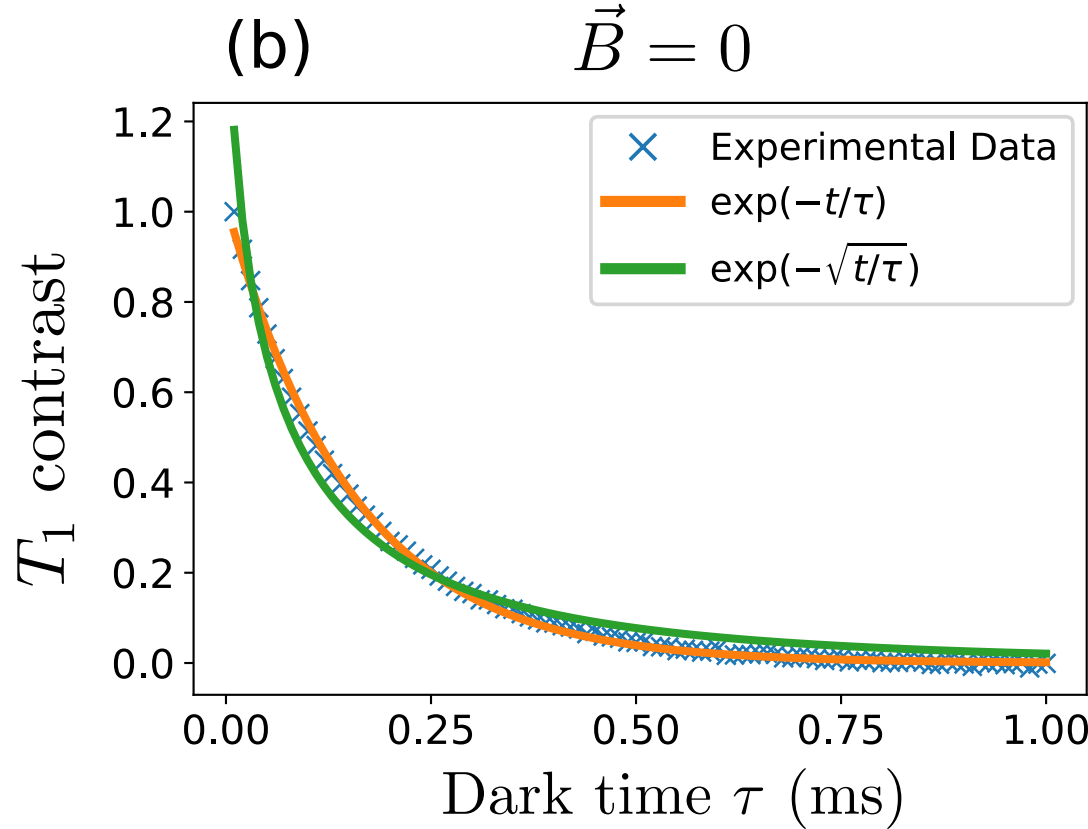 (b)
$\vec{B} = 0$
1.2
1.0
0.8
0.6
0.4
0.2
0.0
T₁ contrast
Experimental Data
exp(−t/τ)
exp(−√t/τ)
0.00 0.25 0.50 0.75 1.00
Dark time τ (ms)